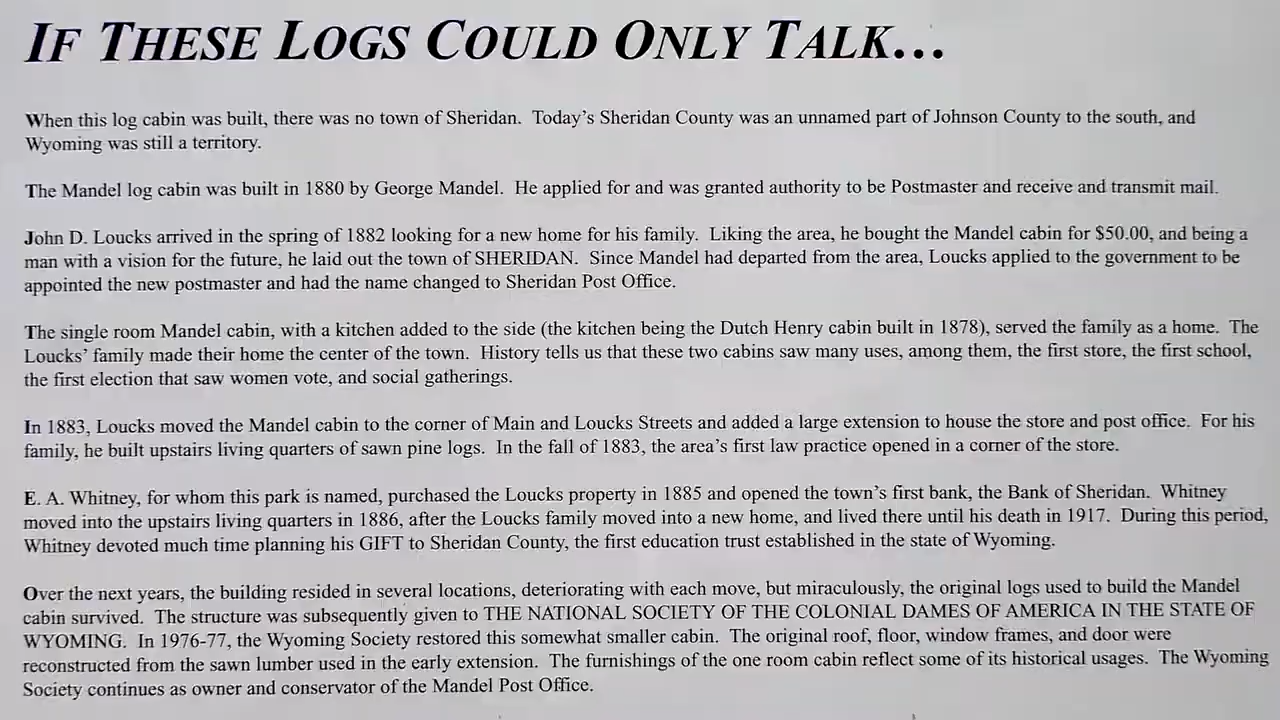 IF THESE LOGS COULD ONLY TALK...
When this log cabin was built, there was no town of Sheridan. Today's Sheridan County was an unnamed part of Johnson County to the south, and
Wyoming was still a territory.
The Mandel log cabin was built in 1880 by George Mandel. He applied for and was granted authority to be Postmaster and receive and transmit mail.
John D. Loucks arrived in the spring of 1882 looking for a new home for his family. Liking the area, he bought the Mandel cabin for $50.00, and being a
man with a vision for the future, he laid out the town of SHERIDAN. Since Mandel had departed from the area, Loucks applied to the government to be
appointed the new postmaster and had the name changed to Sheridan Post Office.
The single room Mandel cabin, with a kitchen added to the side (the kitchen being the Dutch Henry cabin built in 1878), served the family as a home. The
Loucks' family made their home the center of the town. History tells us that these two cabins saw many uses, among them, the first store, the first school,
the first election that saw women vote, and social gatherings.
In 1883, Loucks moved the Mandel cabin to the corner of Main and Loucks Streets and added a large extension to house the store and post office. For his
family, he built upstairs living quarters of sawn pine logs. In the fall of 1883, the area's first law practice opened in a corner of the store.
E. A. Whitney, for whom this park is named, purchased the Loucks property in 1885 and opened the town's first bank, the Bank of Sheridan. Whitney
moved into the upstairs living quarters in 1886, after the Loucks family moved into a new home, and lived there until his death in 1917. During this period,
Whitney devoted much time planning his GIFT to Sheridan County, the first education trust established in the state of Wyoming.
Over the next years, the building resided in several locations, deteriorating with each move, but miraculously, the original logs used to build the Mandel
cabin survived. The structure was subsequently given to THE NATIONAL SOCIETY OF THE COLONIAL DAMES OF AMERICA IN THE STATE OF
WYOMING. In 1976-77, the Wyoming Society restored this somewhat smaller cabin. The original roof, floor, window frames, and door were
reconstructed from the sawn lumber used in the early extension. The furnishings of the one room cabin reflect some of its historical usages. The Wyoming
Society continues as owner and conservator of the Mandel Post Office.